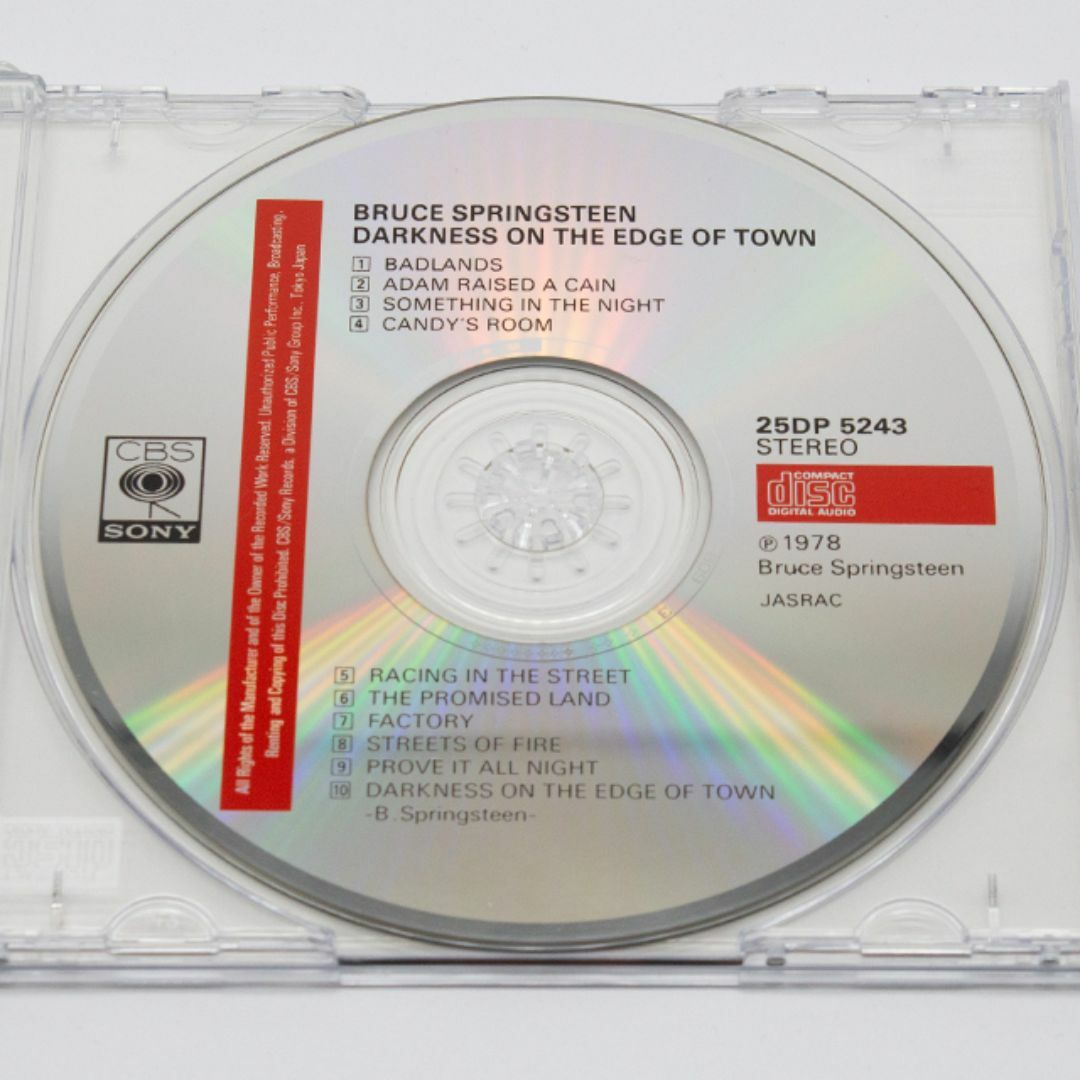 BRUCE SPRINGSTEEN
DARKNESS ON THE EDGE OF TOWN
1 BADLANDS
2 ADAM RAISED A CAIN
3 SOMETHING IN THE NIGHT
4 CANDY'S ROOM
All Rights of the Manufacturer and of the Owner of the Recorded Work Reserved. Unauthorized Public Performance, Broadcasting,
Renting and Copying of this Disc Prohibited. CBS/Sony Records, a Division of CBS/Sony Group Inc., Tokyo Japan
CBS
SONY
25DP 5243
STEREO
COMPACT
disc
DIGITAL AUDIO
℗ 1978
Bruce Springsteen
JASRAC
5 RACING IN THE STREET
6 THE PROMISED LAND
7 FACTORY
8 STREETS OF FIRE
9 PROVE IT ALL NIGHT
10 DARKNESS ON THE EDGE OF TOWN
-B. Springsteen-